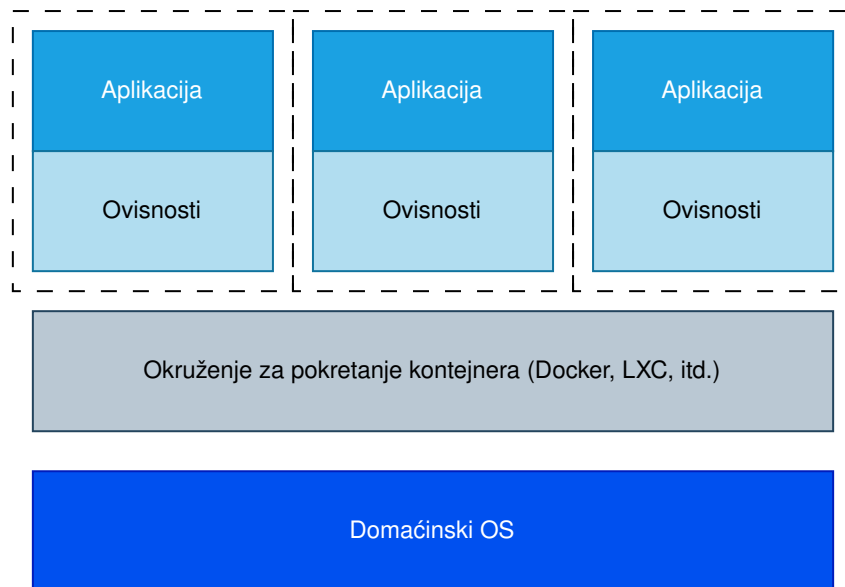 Aplikacija
Aplikacija
Aplikacija
Ovisnosti
Ovisnosti
Ovisnosti
Okruženje za pokretanje kontejnera (Docker, LXC, itd.)
Domaćinski OS